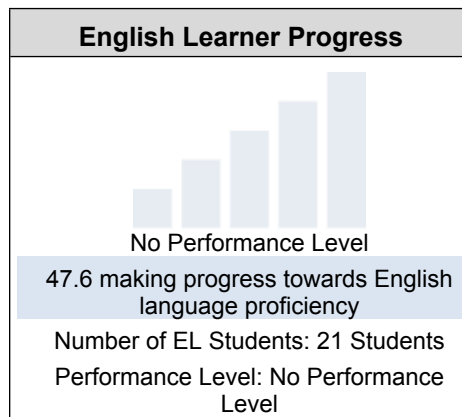 English Learner Progress
No Performance Level
47.6 making progress towards English
language proficiency
Number of EL Students: 21 Students
Performance Level: No Performance
Level